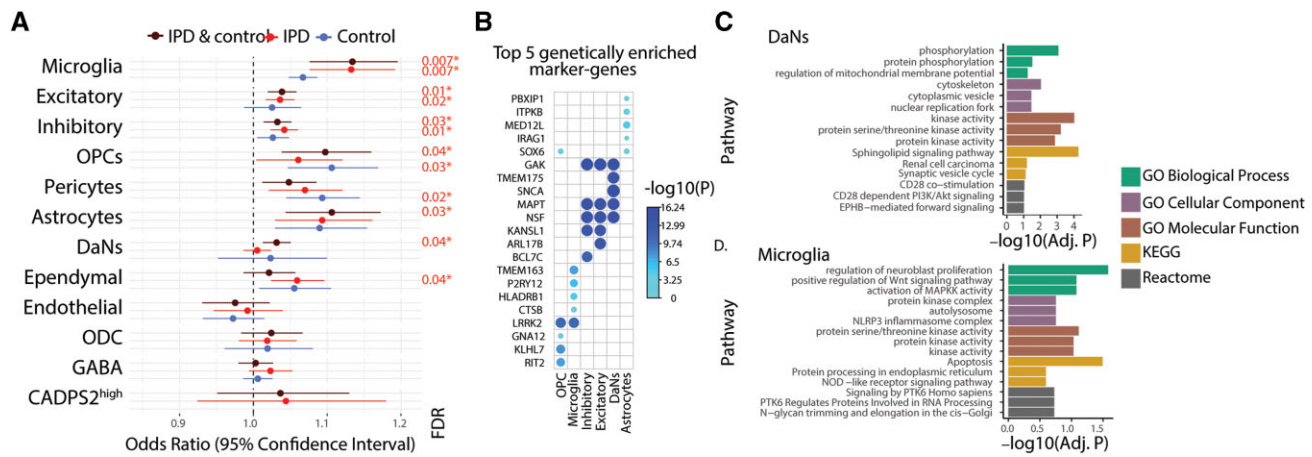 A
IPD & control
IPD
Control
Microglia
Excitatory
Inhibitory
OPCs
Pericytes
Astrocytes
DaNs
Ependymal
Endothelial
ODC
GABA
CADPS2high
0.007*
0.007*
0.01*
0.02*
0.03*
0.01*
0.04*
0.03*
0.02*
0.03*
0.04*
0.04*
FDR
0.9
1.0
1.1
1.2
Odds Ratio (95% Confidence Interval)
B
Top 5 genetically enriched
marker-genes
PBXIP1
ITPKB
MED12L
IRAG1
SOX6
GAK
TMEM175
SNCA
MAPT
NSF
KANSL1
ARL17B
BCL7C
TMEM163
P2RY12
HLADRB1
CTSB
LRRK2
GNA12
KLHL7
RIT2
OPC
Microglia
Inhibitory
Excitatory
DaNs
Astrocytes
-log10(P)
16.24
12.99
9.74
6.5
3.25
0
C
DaNs
Pathway
phosphorylation
protein phosphorylation
regulation of mitochondrial membrane potential
cytoskeleton
cytoplasmic vesicle
nuclear replication fork
kinase activity
protein serine/threonine kinase activity
protein kinase activity
Sphingolipid signaling pathway
Renal cell carcinoma
Synaptic vesicle cycle
CD28 co−stimulation
CD28 dependent PI3K/Akt signaling
EPHB−mediated forward signaling
0 1 2 3 4
−log10(Adj. P)
D.
Microglia
Pathway
regulation of neuroblast proliferation
positive regulation of Wnt signaling pathway
activation of MAPKK activity
protein kinase complex
autolysosome
NLRP3 inflammasome complex
protein serine/threonine kinase activity
protein kinase activity
kinase activity
Apoptosis
Protein processing in endoplasmic reticulum
NOD −like receptor signaling pathway
Signaling by PTK6 Homo sapiens
PTK6 Regulates Proteins Involved in RNA Processing
N−glycan trimming and elongation in the cis−Golgi
0.0 0.5 1.0 1.5
−log10(Adj. P)
GO Biological Process
GO Cellular Component
GO Molecular Function
KEGG
Reactome